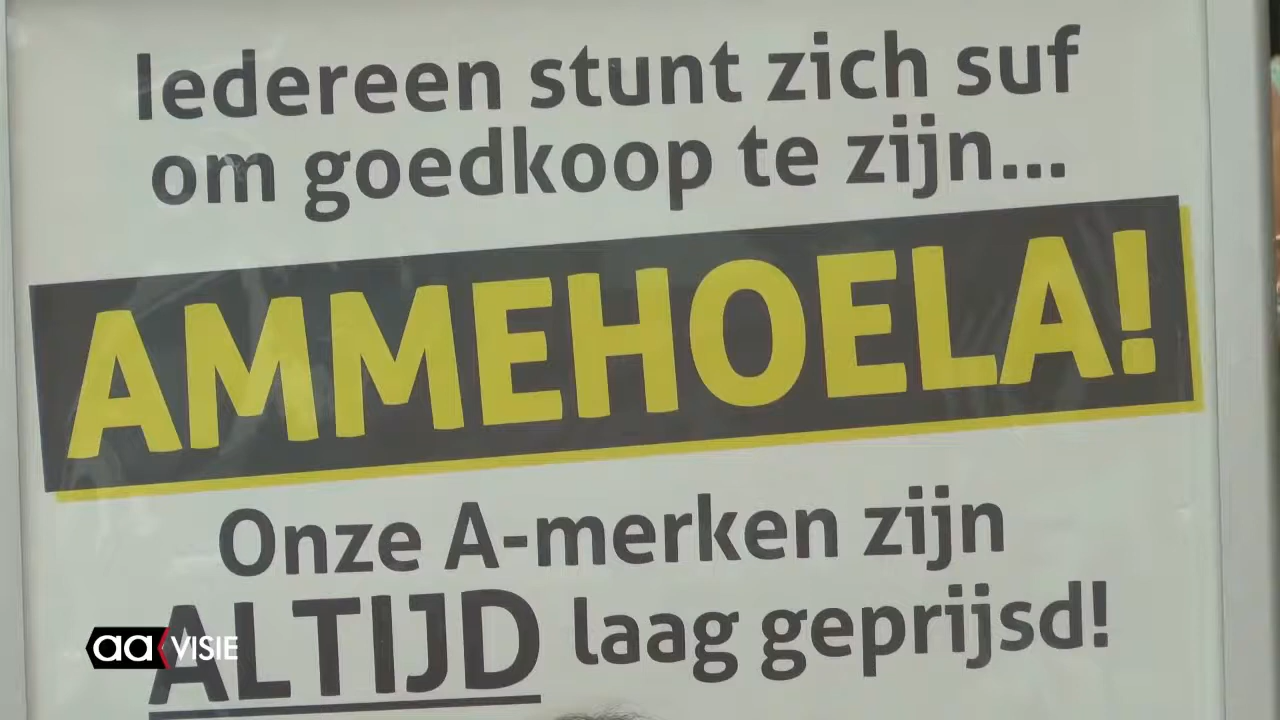 Iedereen stunt zich suf
om goedkoop te zijn...
AMMEHOELA!
Onze A-merken zijn
ALTIJD laag geprijsd!
aa VISIE